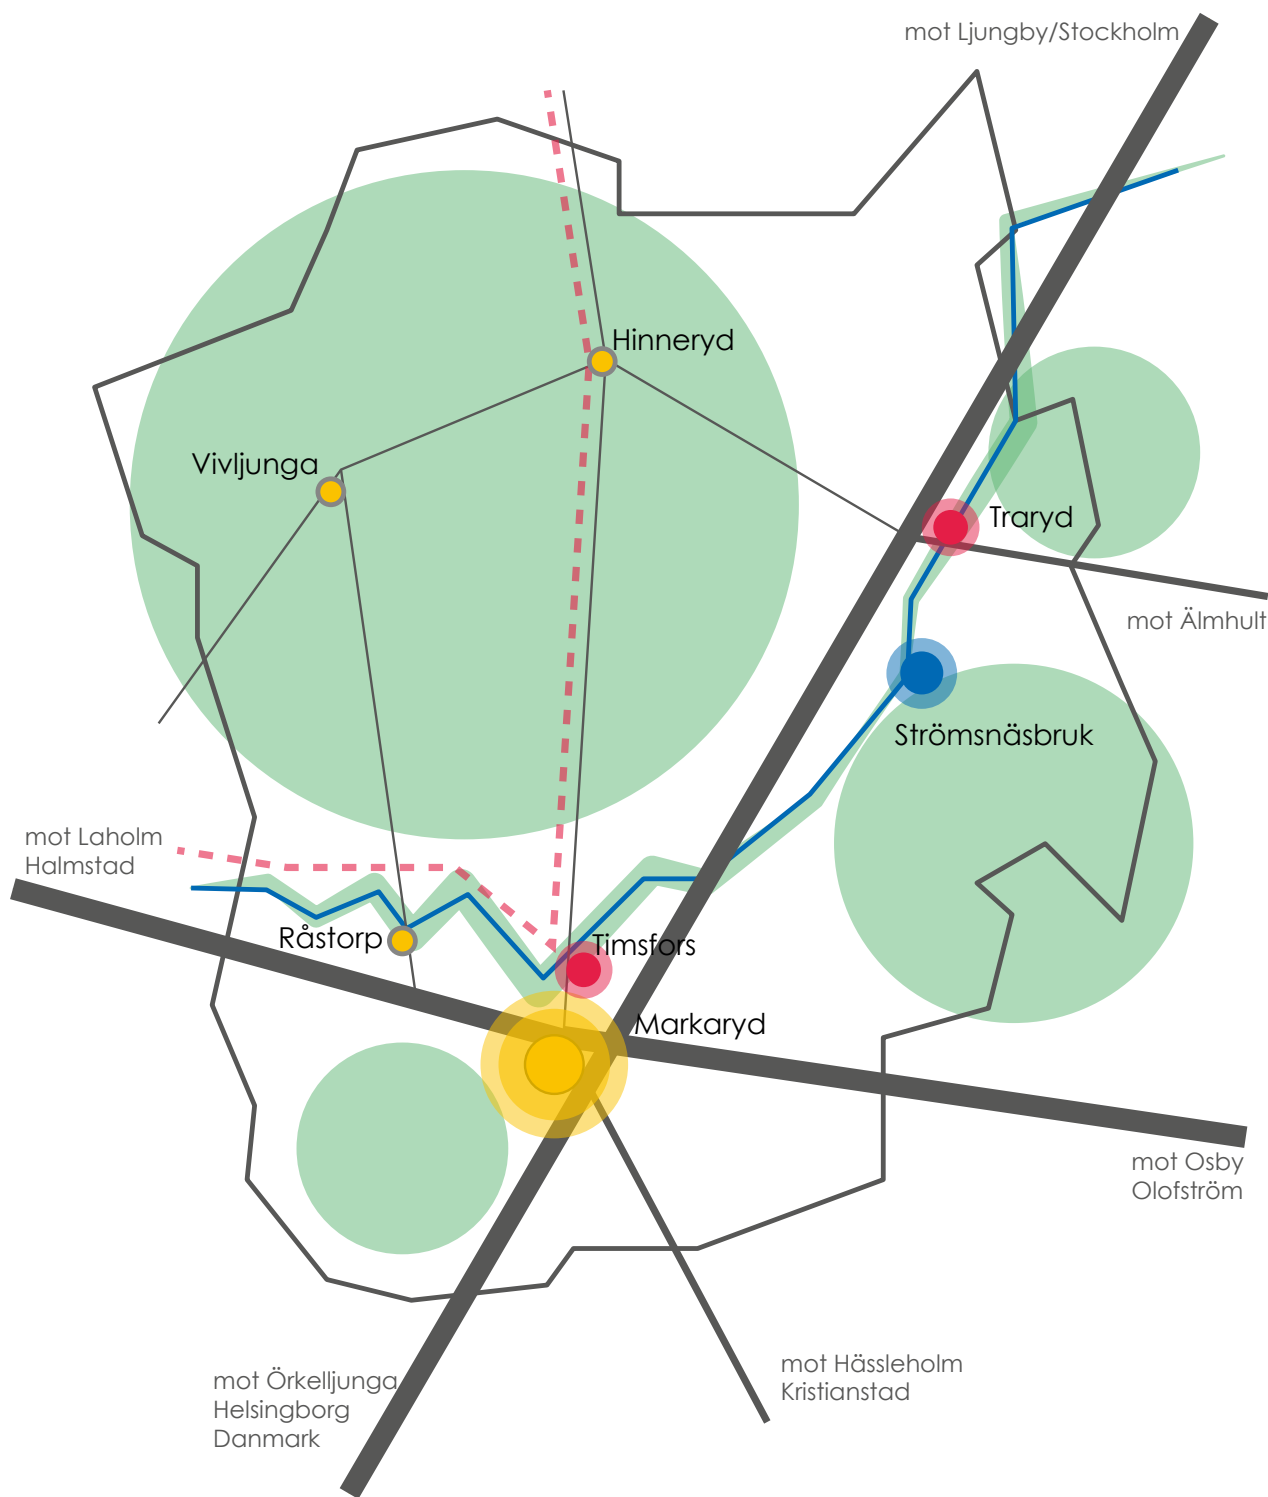 mot Ljungby/Stockholm
Hinneryd
Vivljunga
Traryd
mot Älmhult
Strömsnäsbruk
mot Laholm
Halmstad
Råstorp
Timsfors
Markaryd
mot Osby
Olofström
mot Hässleholm
Kristianstad
mot Örkelljunga
Helsingborg
Danmark